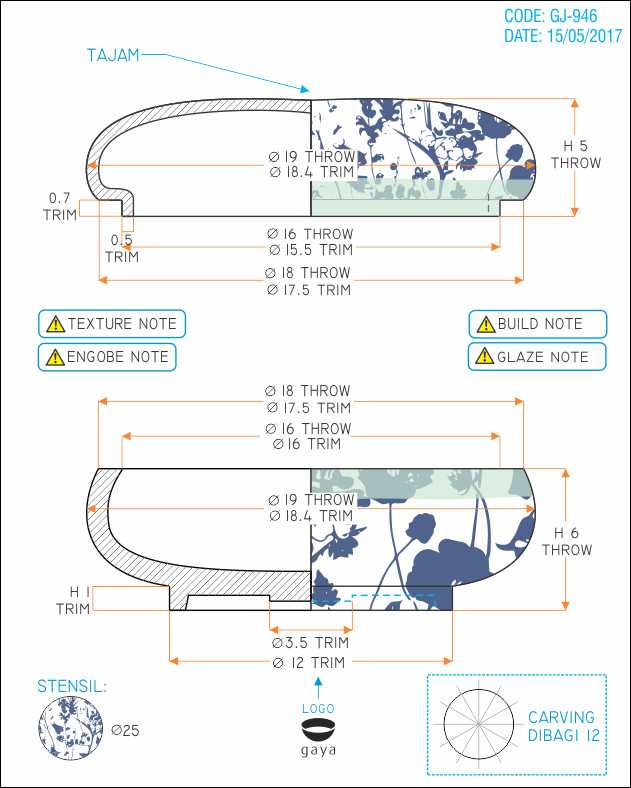 CODE: GJ-946
DATE: 15/05/2017
TAJAM
H 5
THROW
Ø 19 THROW
Ø 18.4 TRIM
0.7
TRIM
0.5
TRIM
Ø 16 THROW
Ø 15.5 TRIM
Ø 18 THROW
Ø 17.5 TRIM
TEXTURE NOTE
BUILD NOTE
ENGOBE NOTE
GLAZE NOTE
Ø 18 THROW
Ø 17.5 TRIM
Ø 16 THROW
Ø 16 TRIM
Ø 19 THROW
Ø 18.4 TRIM
H 6
THROW
H 1
TRIM
Ø3.5 TRIM
Ø 12 TRIM
STENSIL:
Ø25
LOGO
gaya
CARVING
DIBAGI 12